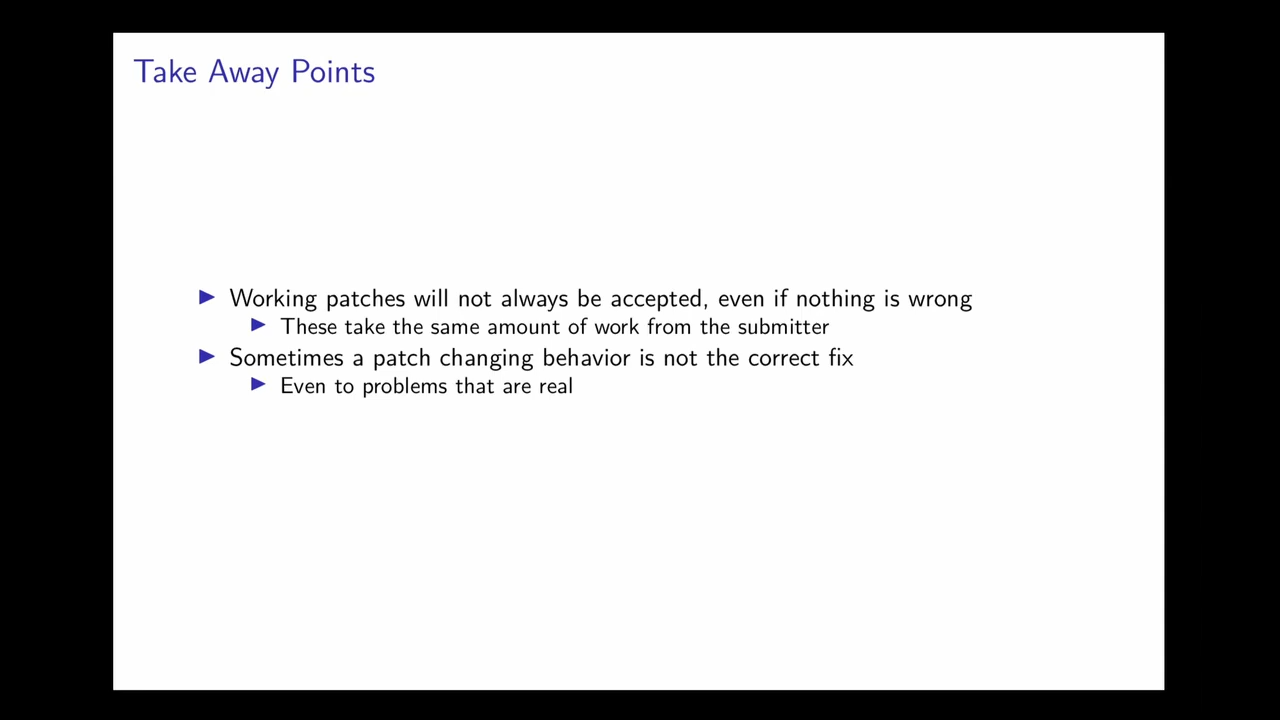 Take Away Points
Working patches will not always be accepted, even if nothing is wrong
These take the same amount of work from the submitter
Sometimes a patch changing behavior is not the correct fix
Even to problems that are real